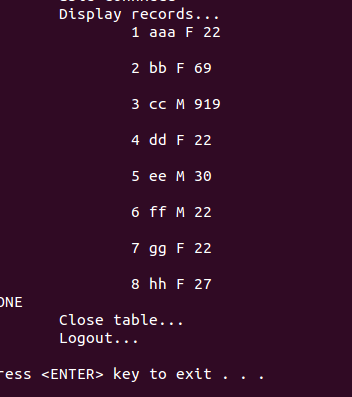 Display records...
1 aaa F 22
2 bb F 69
3 cc M 919
4 dd F 22
5 ee M 30
6 ff M 22
7 gg F 22
8 hh F 27
ONE
Close table...
Logout...
ress <ENTER> key to exit . . .